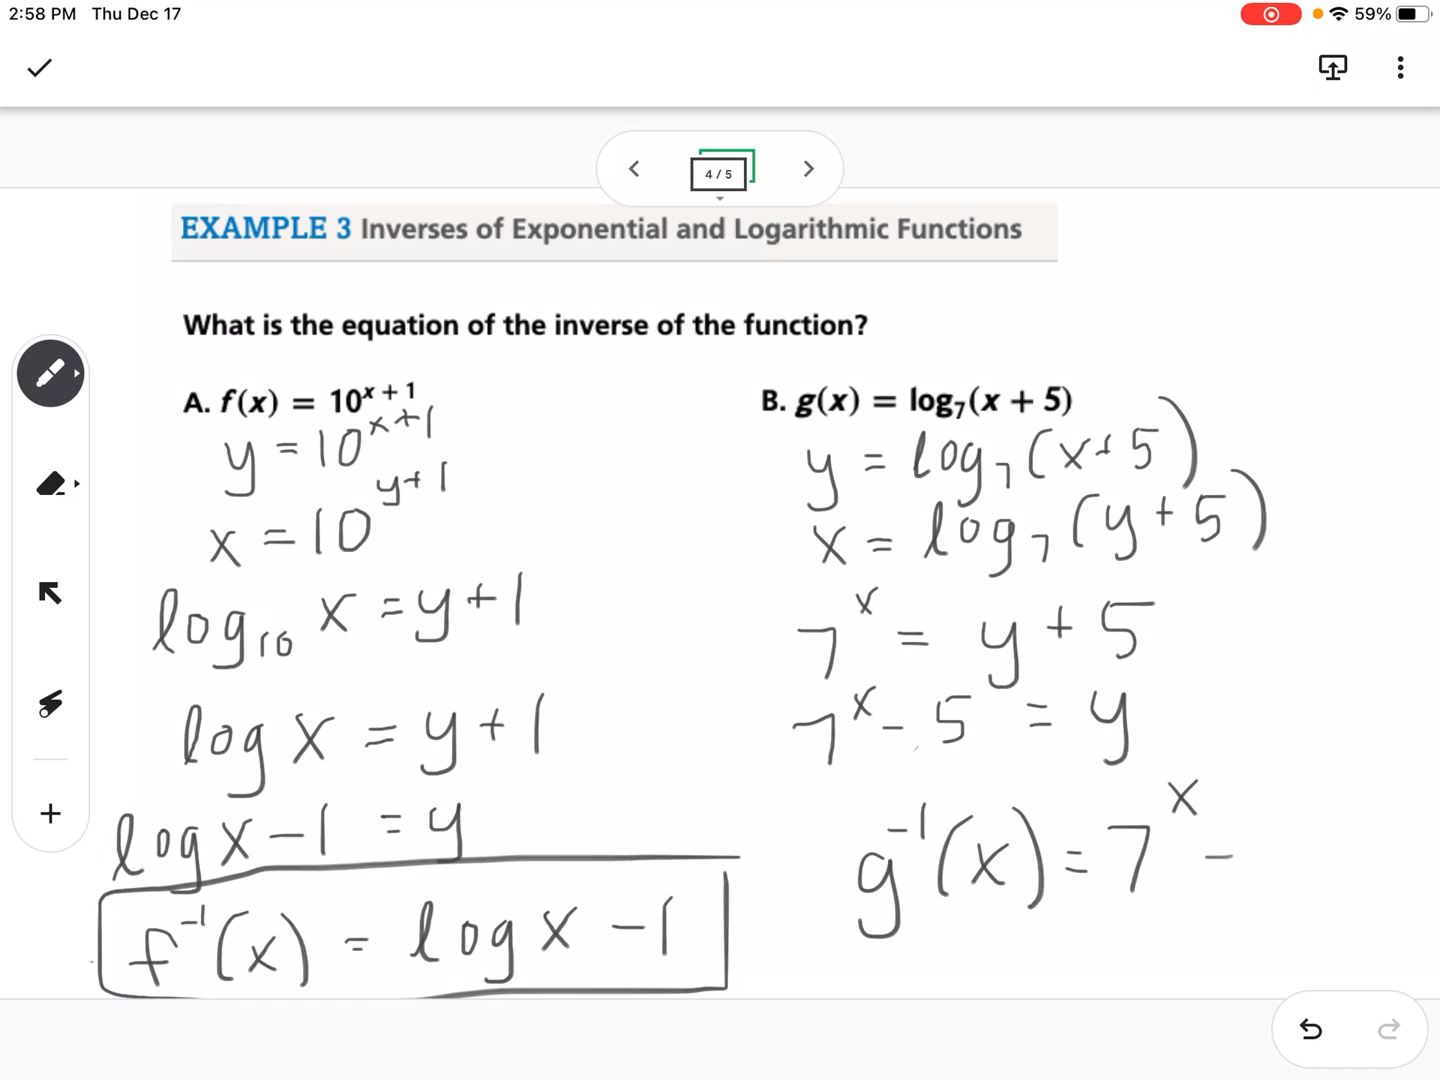 2:58 PM Thu Dec 17
59%
4 / 5
EXAMPLE 3 Inverses of Exponential and Logarithmic Functions
What is the equation of the inverse of the function?
A. f(x) = 10^{x + 1}
y = 10^{x+1}
x = 10^{y+1}
log₁₀ x = y + 1
log x = y + 1
log x - 1 = y
f⁻¹(x) = log x - 1
B. g(x) = log₇(x + 5)
y = log₇(x + 5)
x = log₇(y + 5)
7^x = y + 5
7^x - 5 = y
g⁻¹(x) = 7^x -